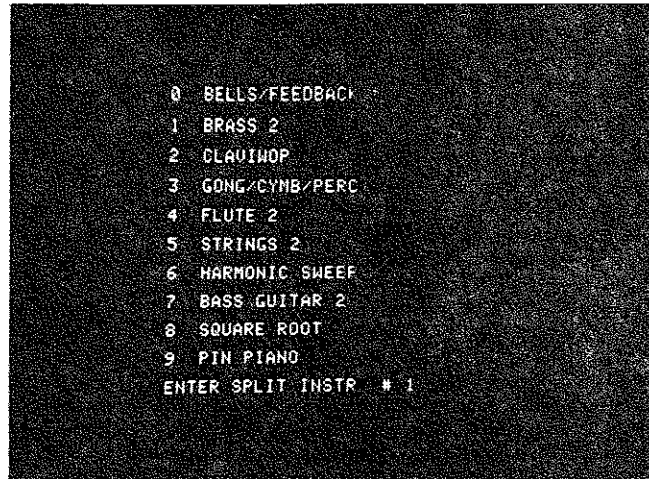 0 BELLS/FEEDBACK
1 BRASS 2
2 CLAVIWOP
3 GONG/CYMB/PERC
4 FLUTE 2
5 STRINGS 2
6 HARMONIC SWEEP
7 BASS GUITAR 2
8 SQUARE ROOT
9 PIN PIANO
ENTER SPLIT INSTR # 1